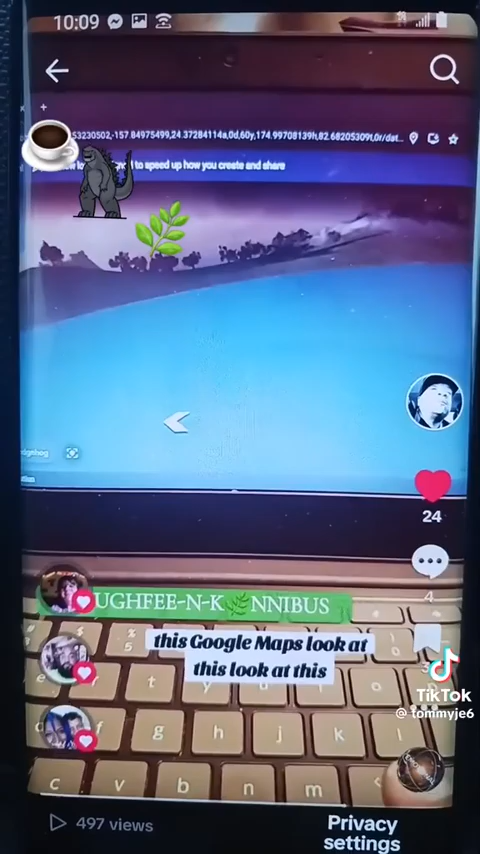 10:09
53230502,-157.84975499,24.37284114a,0d,60y,174.99708139h,82.68205309t,0r/dat...
to speed up how you create and share
24
UGHFEE-N-K NNIBUS
4
this Google Maps look at
this look at this
5
e t y o
g h j k l
c v b n m
TikTok
@tommyje6
497 views
Privacy
settings